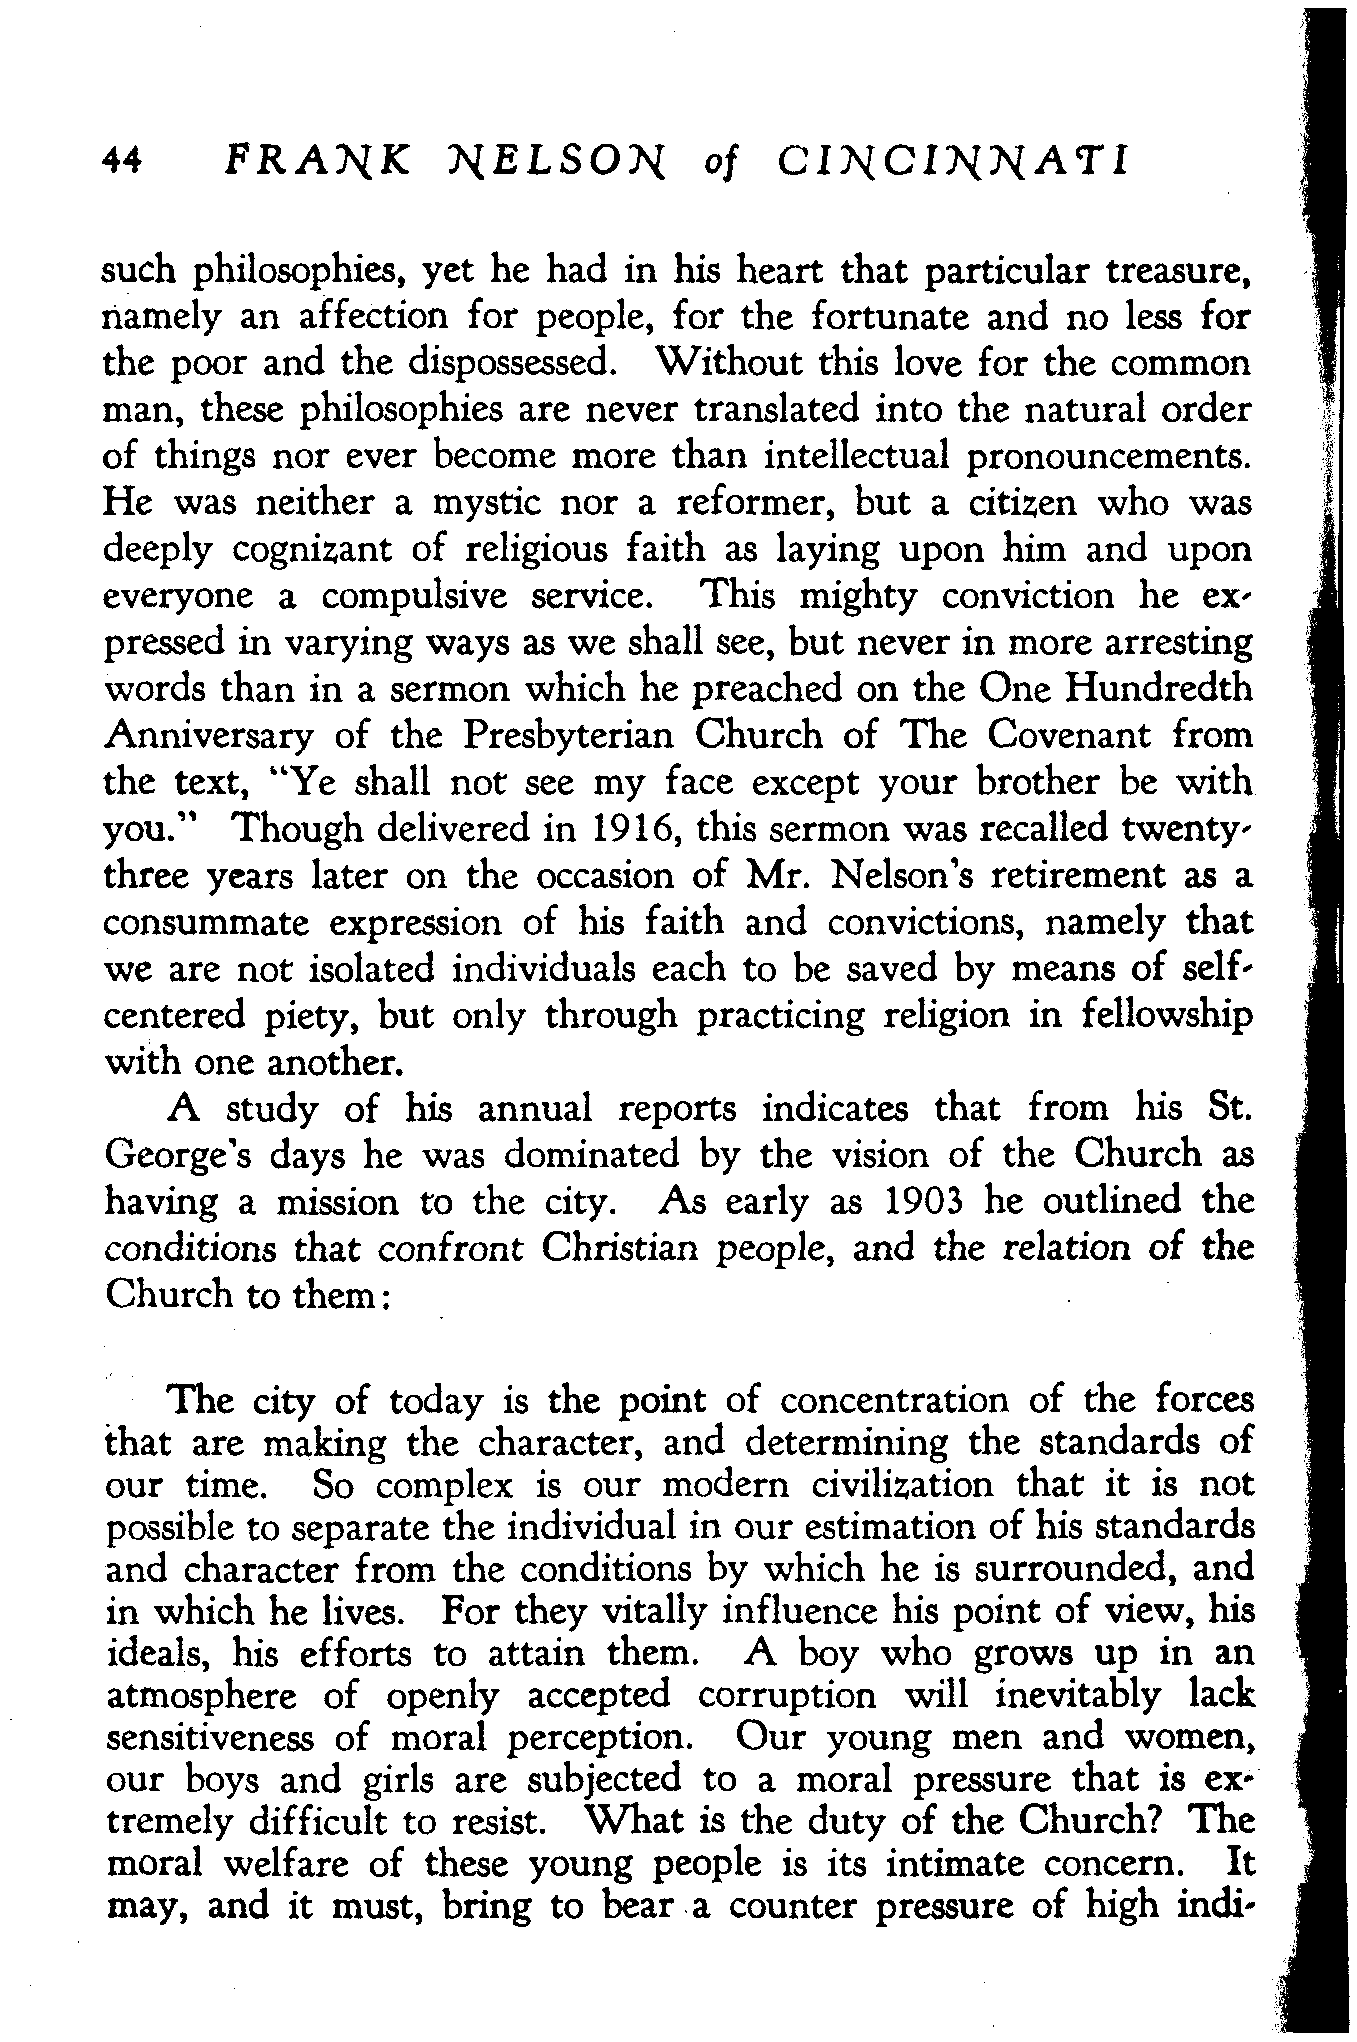 44 FRANK NELSON of CINCINNATI
such philosophies, yet he had in his heart that particular treasure,
namely an affection for people, for the fortunate and no less for
the poor and the dispossessed. Without this love for the common
man, these philosophies are never translated into the natural order
of things nor ever become more than intellectual pronouncements.
He was neither a mystic nor a reformer, but a citizen who was
deeply cognizant of religious faith as laying upon him and upon
everyone a compulsive service. This mighty conviction he ex-
pressed in varying ways as we shall see, but never in more arresting
words than in a sermon which he preached on the One Hundredth
Anniversary of the Presbyterian Church of The Covenant from
the text, "Ye shall not see my face except your brother be with
you." Though delivered in 1916, this sermon was recalled twenty-
three years later on the occasion of Mr. Nelson's retirement as a
consummate expression of his faith and convictions, namely that
we are not isolated individuals each to be saved by means of self-
centered piety, but only through practicing religion in fellowship
with one another.
A study of his annual reports indicates that from his St.
George's days he was dominated by the vision of the Church as
having a mission to the city. As early as 1903 he outlined the
conditions that confront Christian people, and the relation of the
Church to them:
The city of today is the point of concentration of the forces
that are making the character, and determining the standards of
our time. So complex is our modern civilization that it is not
possible to separate the individual in our estimation of his standards
and character from the conditions by which he is surrounded, and
in which he lives. For they vitally influence his point of view, his
ideals, his efforts to attain them. A boy who grows up in an
atmosphere of openly accepted corruption will inevitably lack
sensitiveness of moral perception. Our young men and women,
our boys and girls are subjected to a moral pressure that is ex-
tremely difficult to resist. What is the duty of the Church? The
moral welfare of these young people is its intimate concern. It
may, and it must, bring to bear a counter pressure of high indi-